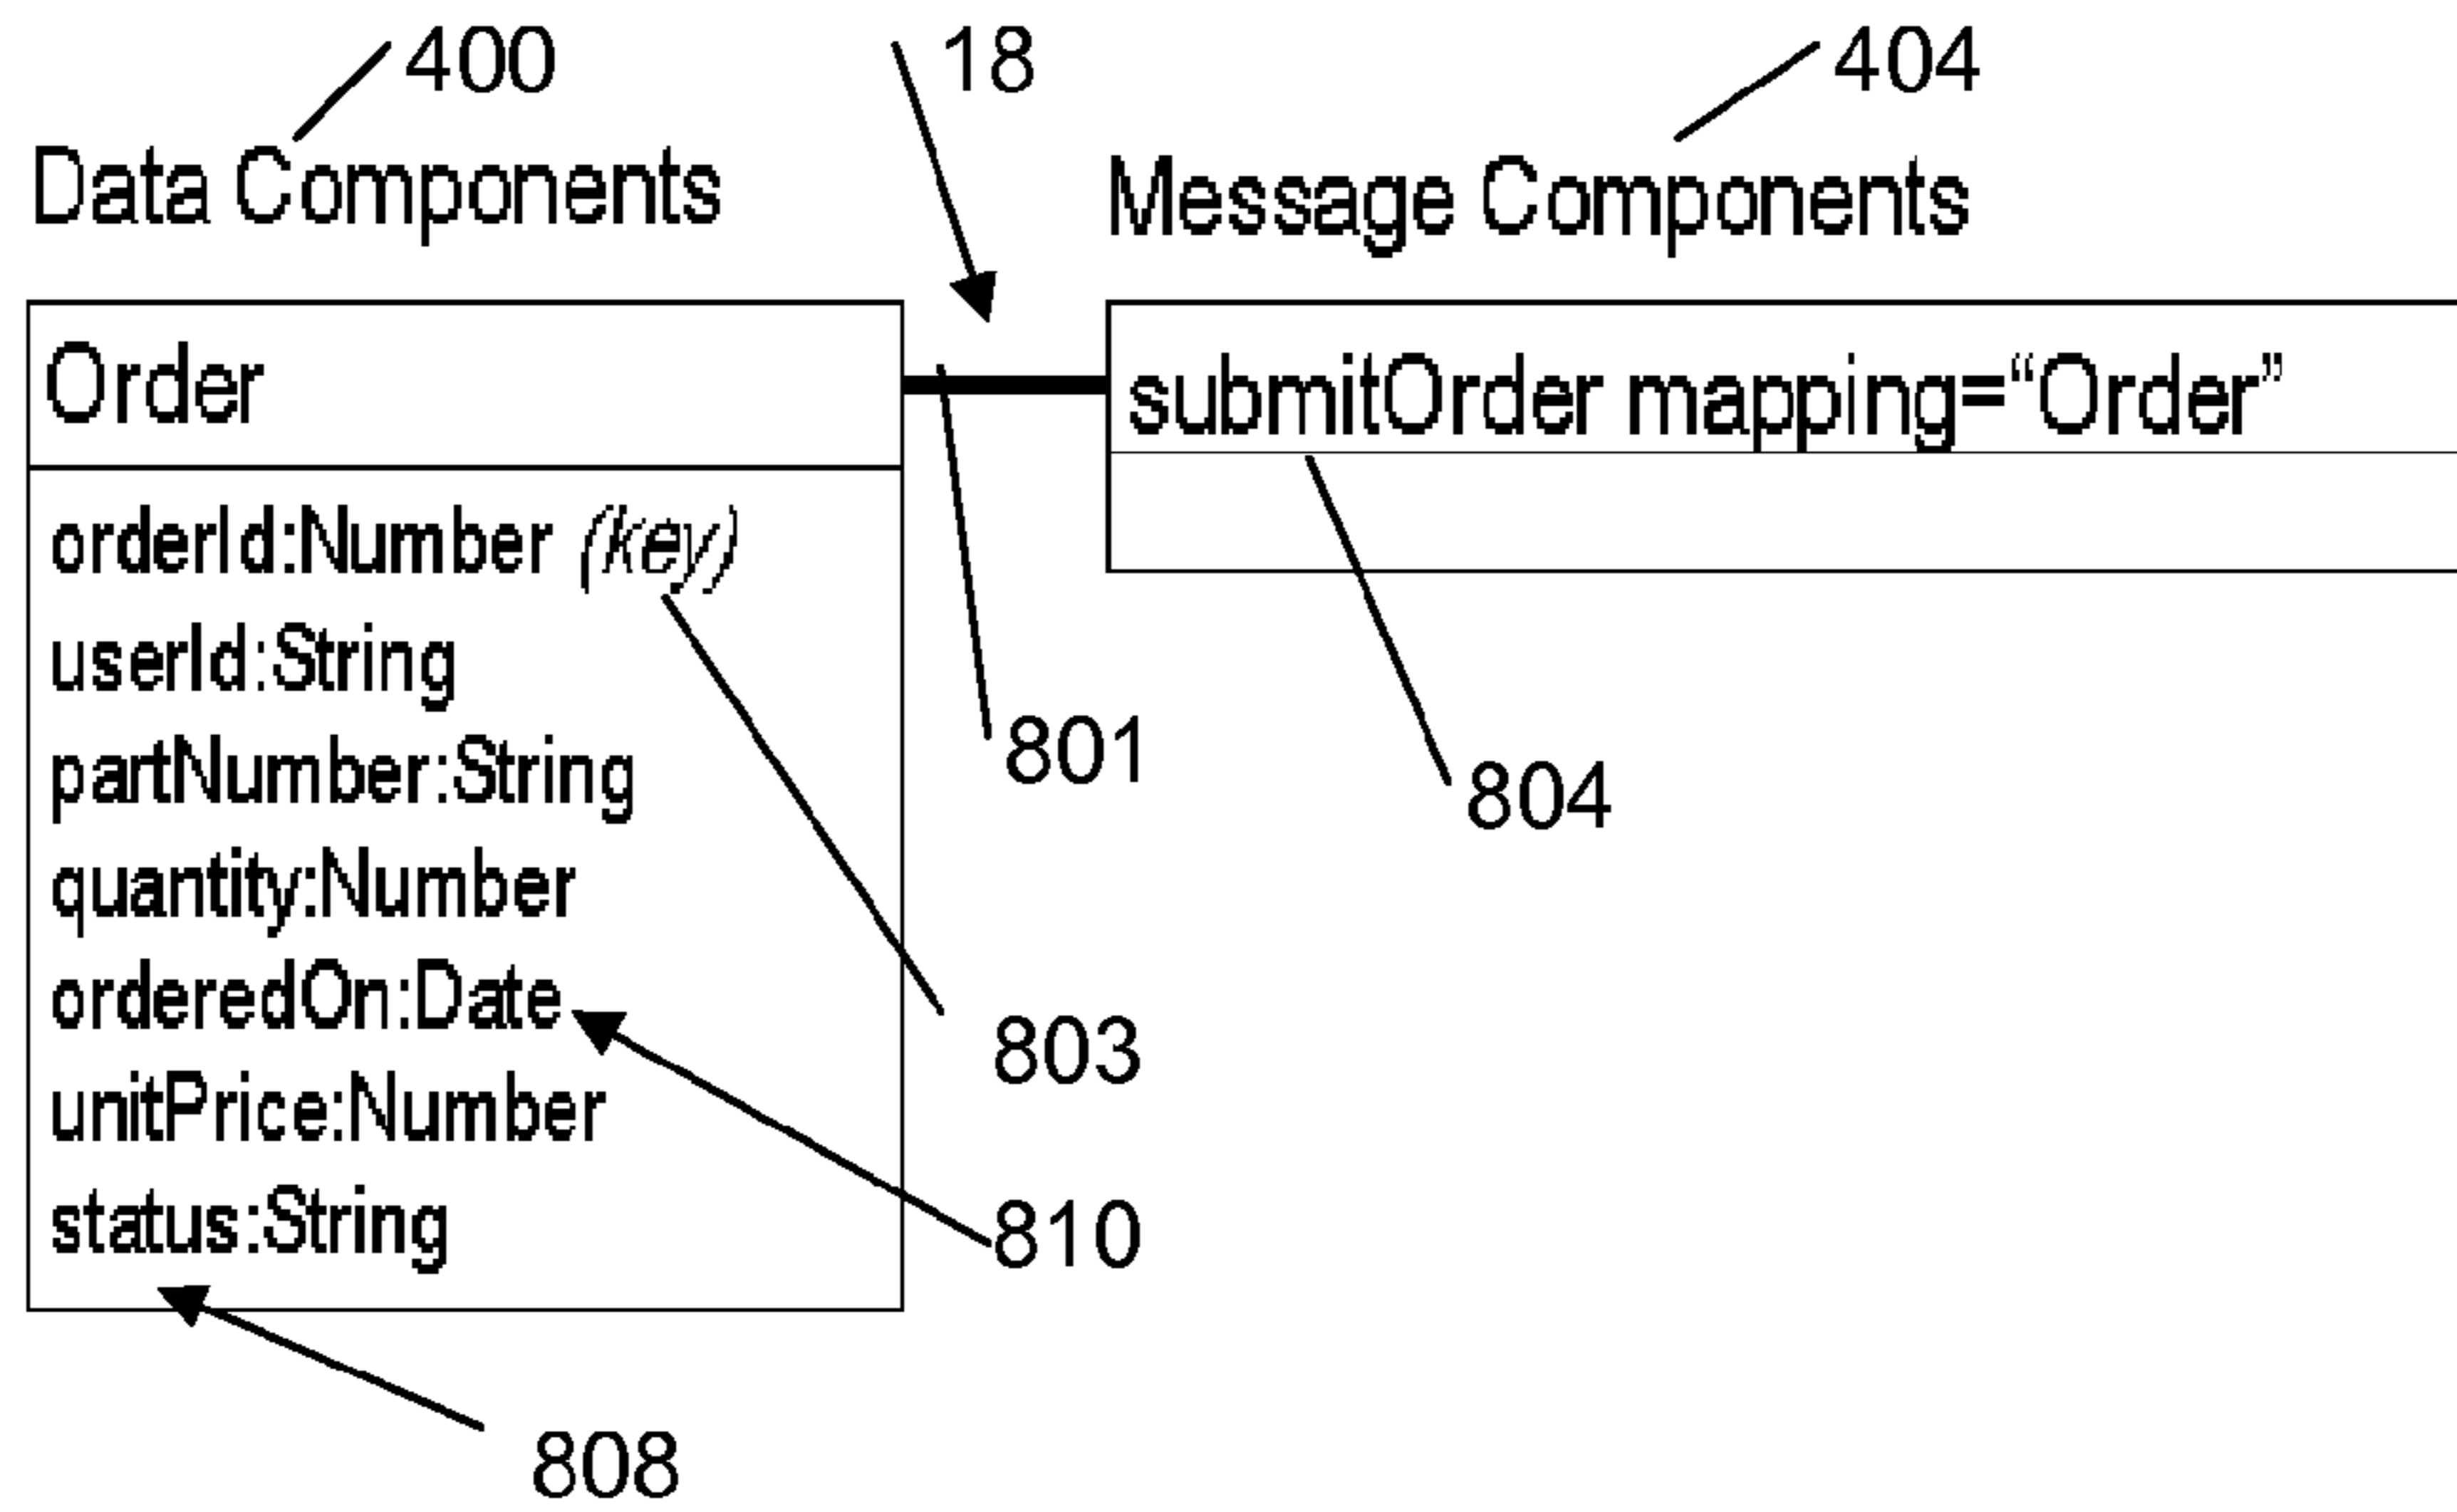 400
18
404
Data Components
Message Components
Order
submitOrder mapping=“Order”
orderId:Number (key)
userId:String
partNumber:String
quantity:Number
orderedOn:Date
unitPrice:Number
status:String
801
804
803
810
808